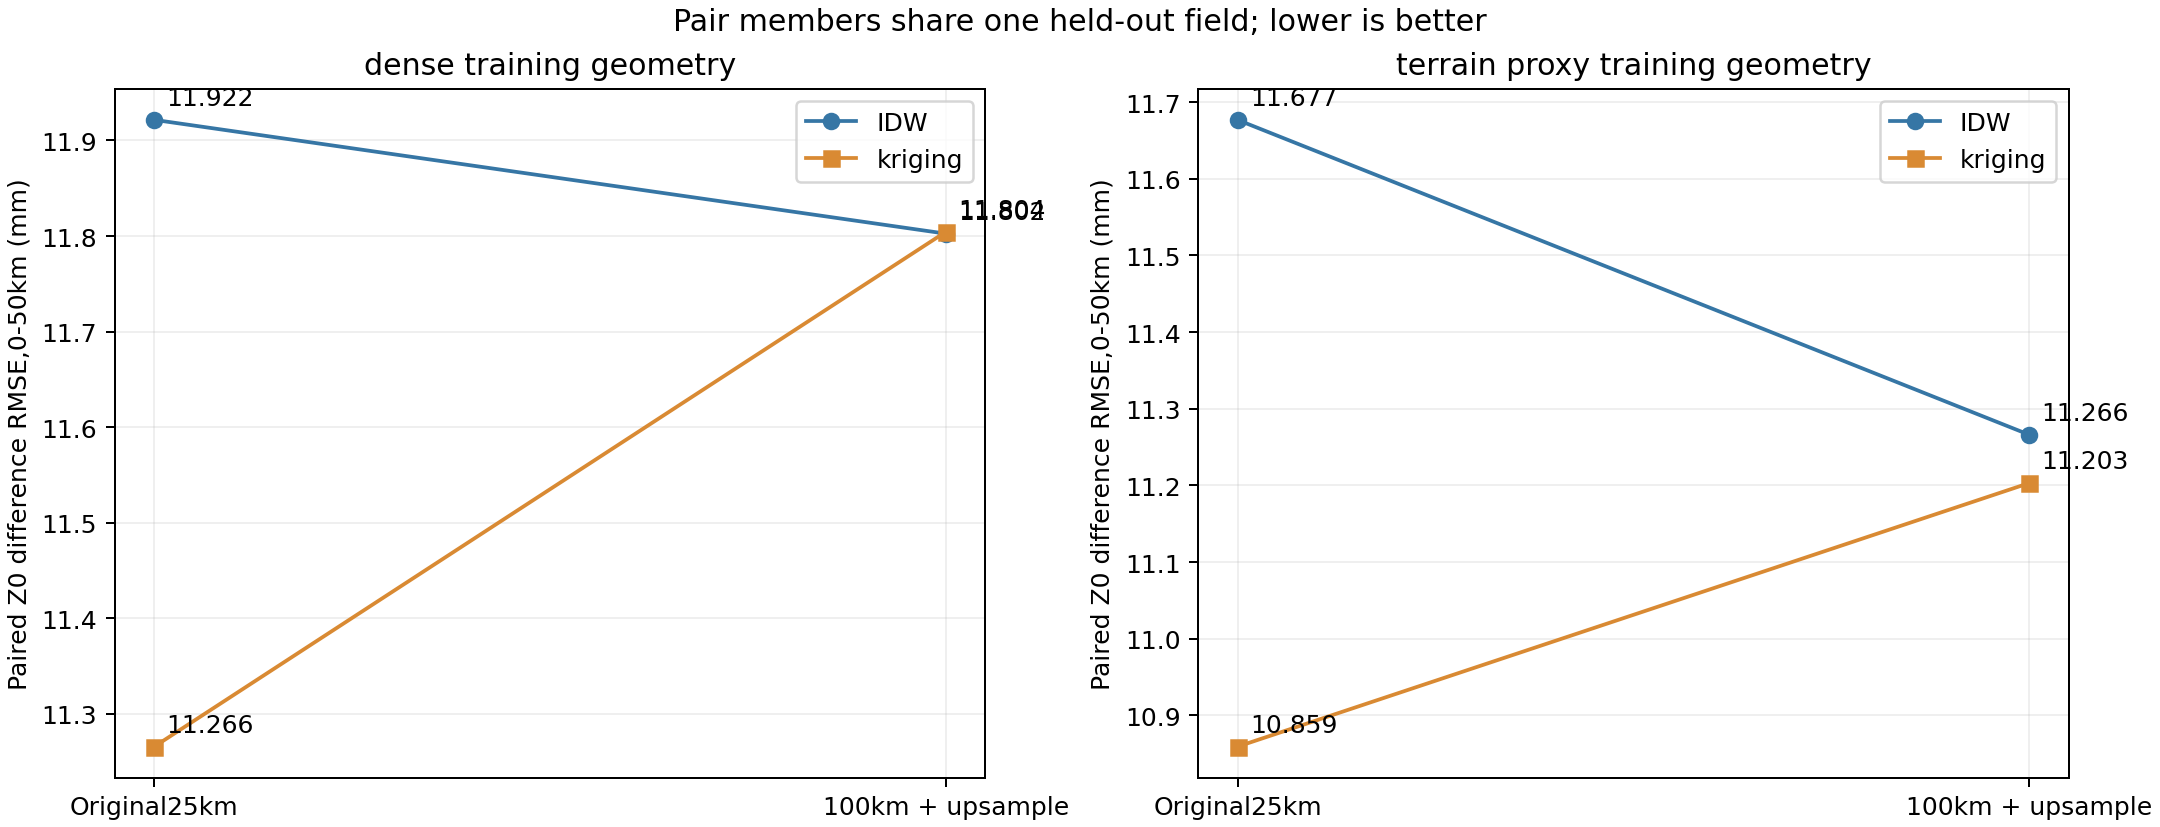 Pair members share one held-out field; lower is better
dense training geometry
Paired Z0 difference RMSE,0-50km (mm)
11.9
11.8
11.7
11.6
11.5
11.4
11.3
11.922
11.266
11.804
11.802
IDW
kriging
Original25km
100km + upsample
terrain proxy training geometry
Paired Z0 difference RMSE,0-50km (mm)
11.7
11.6
11.5
11.4
11.3
11.2
11.1
11.0
10.9
11.677
10.859
11.266
11.203
IDW
kriging
Original25km
100km + upsample